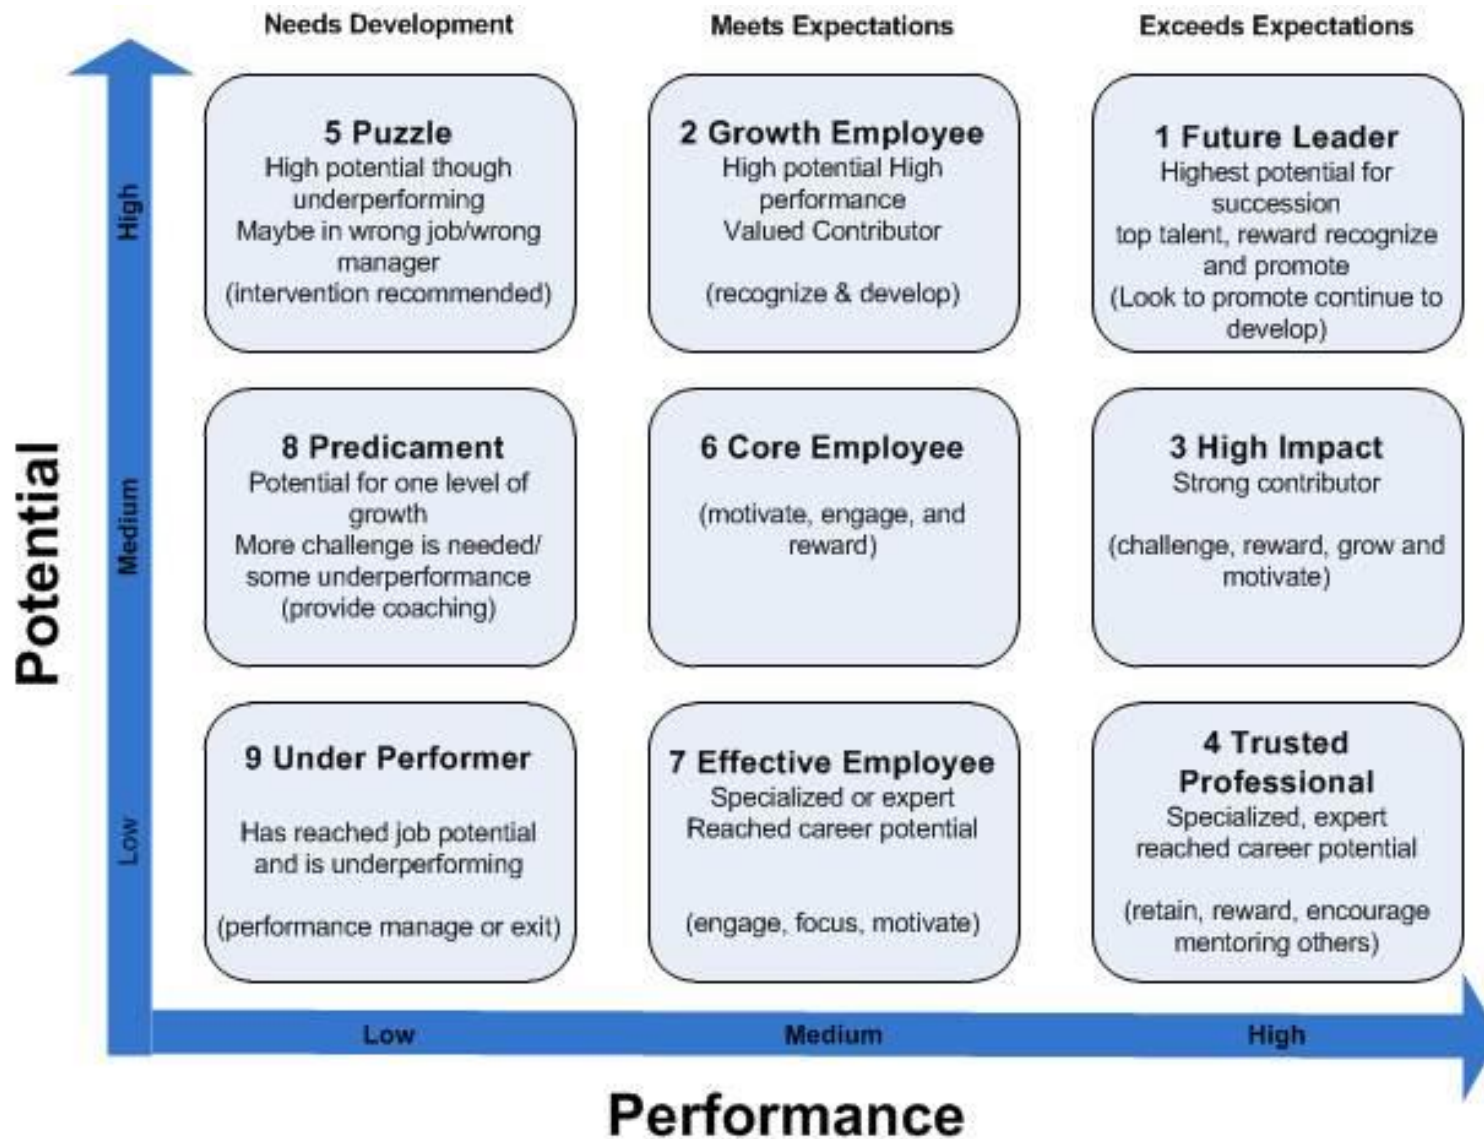 Needs Development
Meets Expectations
Exceeds Expectations
Potential
High
Medium
Low
5 Puzzle
High potential though
underperforming
Maybe in wrong job/wrong
manager
(intervention recommended)
2 Growth Employee
High potential High
performance
Valued Contributor
(recognize & develop)
1 Future Leader
Highest potential for
succession
top talent, reward recognize
and promote
(Look to promote continue to
develop)
8 Predicament
Potential for one level of
growth
More challenge is needed/
some underperformance
(provide coaching)
6 Core Employee
(motivate, engage, and
reward)
3 High Impact
Strong contributor
(challenge, reward, grow and
motivate)
9 Under Performer
Has reached job potential
and is underperforming
(performance manage or exit)
7 Effective Employee
Specialized or expert
Reached career potential
(engage, focus, motivate)
4 Trusted
Professional
Specialized, expert
reached career potential
(retain, reward, encourage
mentoring others)
Low
Medium
High
Performance